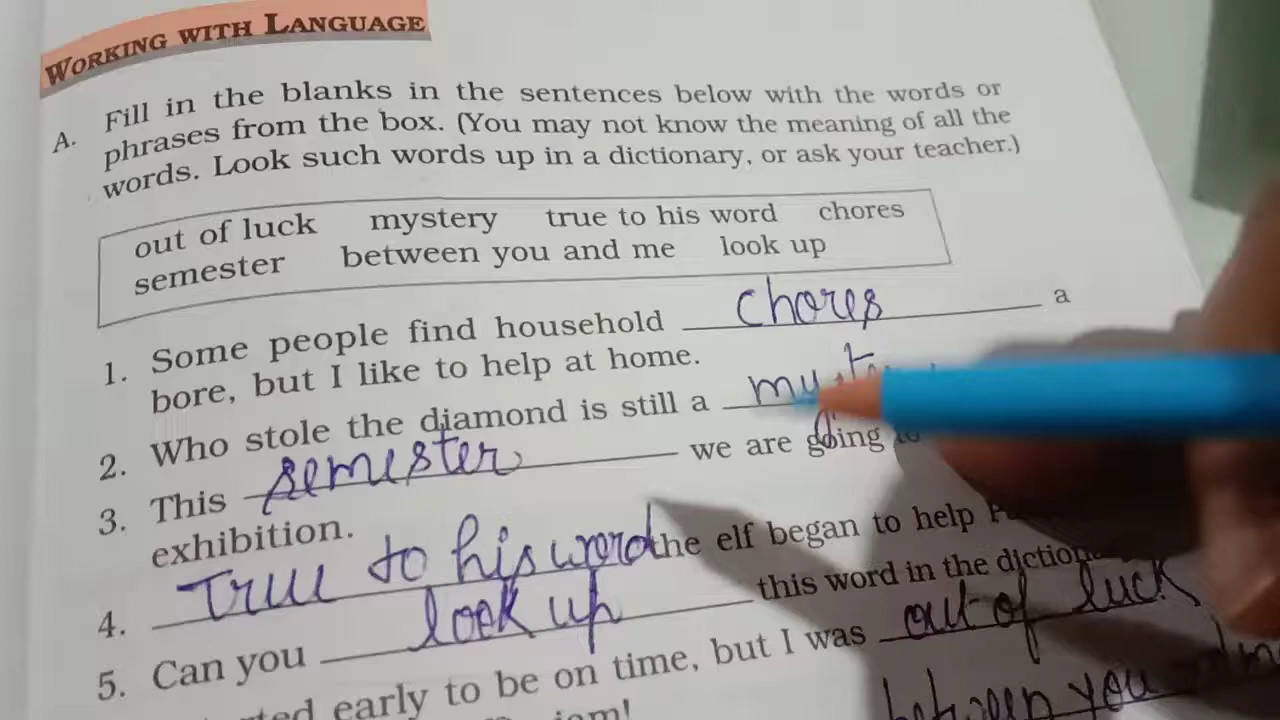 WORKING WITH LANGUAGE
A. Fill in the blanks in the sentences below with the words or
phrases from the box. (You may not know the meaning of all the
words. Look such words up in a dictionary, or ask your teacher.)
out of luck mystery true to his word chores
semester between you and me look up
1. Some people find household chores a
bore, but I like to help at home.
2. Who stole the diamond is still a
3. This semester we are going to
exhibition.
4. True to his word the elf began to help
5. Can you look up this word in the
early to be on time, but I was out of luck
between you